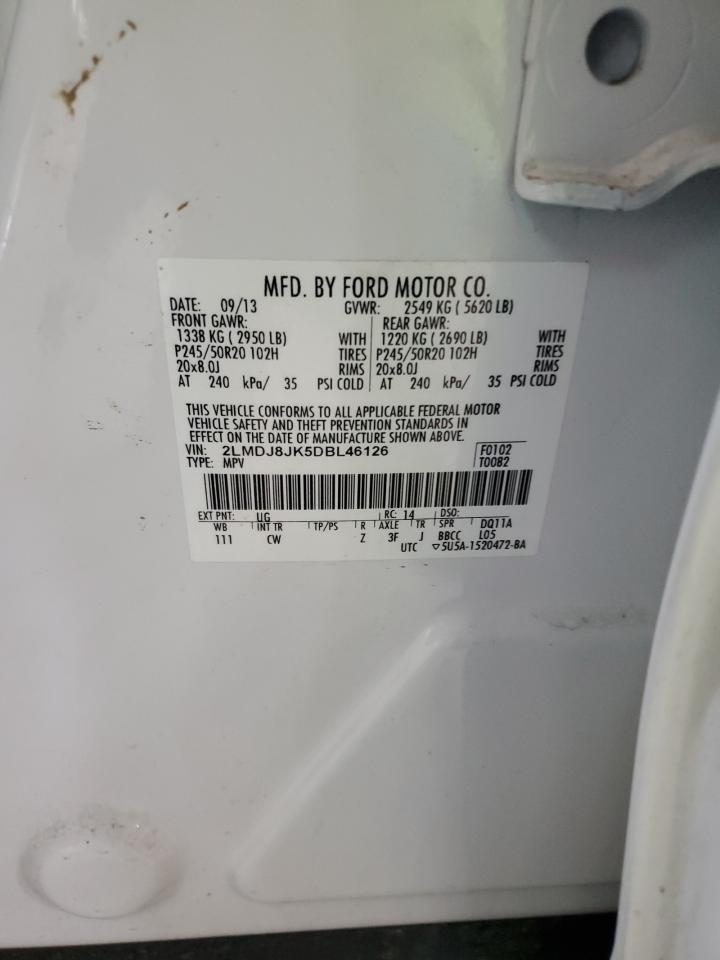 MFD. BY FORD MOTOR CO.
DATE: 09/13 GVWR: 2549 KG ( 5620 LB)
FRONT GAWR: REAR GAWR:
1338 KG ( 2950 LB) WITH 1220 KG ( 2690 LB) WITH
P245/50R20 102H TIRES P245/50R20 102H TIRES
20x8.0J RIMS 20x8.0J RIMS
AT 240 kPa/ 35 PSI COLD AT 240 kPa/ 35 PSI COLD
THIS VEHICLE CONFORMS TO ALL APPLICABLE FEDERAL MOTOR
VEHICLE SAFETY AND THEFT PREVENTION STANDARDS IN
EFFECT ON THE DATE OF MANUFACTURE SHOWN ABOVE.
VIN: 2LMDJ8JK5DBL46126 F0102
TYPE: MPV T0082
EXT PNT: UG RC: 14 DSO:
WB INT TR TP/PS R AXLE TR SPR DQ11A
111 CW Z 3F J BBCC L05
UTC ▽5U5A-1520472-BA